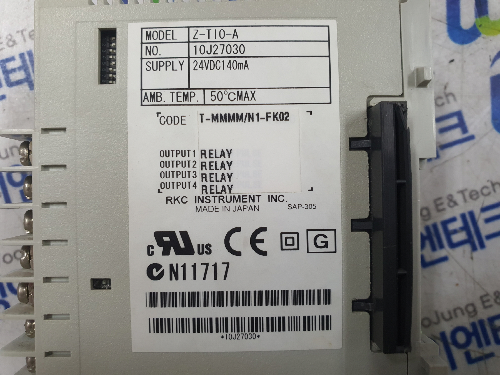 MODEL Z-TIO-A
NO. 10J27030
SUPPLY 24VDC140mA
AMB.TEMP. 50°CMAX
CODE T-MMMM/N1-FK02
OUTPUT1 RELAY
OUTPUT2 RELAY
OUTPUT3 RELAY
OUTPUT4 RELAY
RKC INSTRUMENT INC.
MADE IN JAPAN SAP-305
c RU us CE G
N11717
*10J27030*